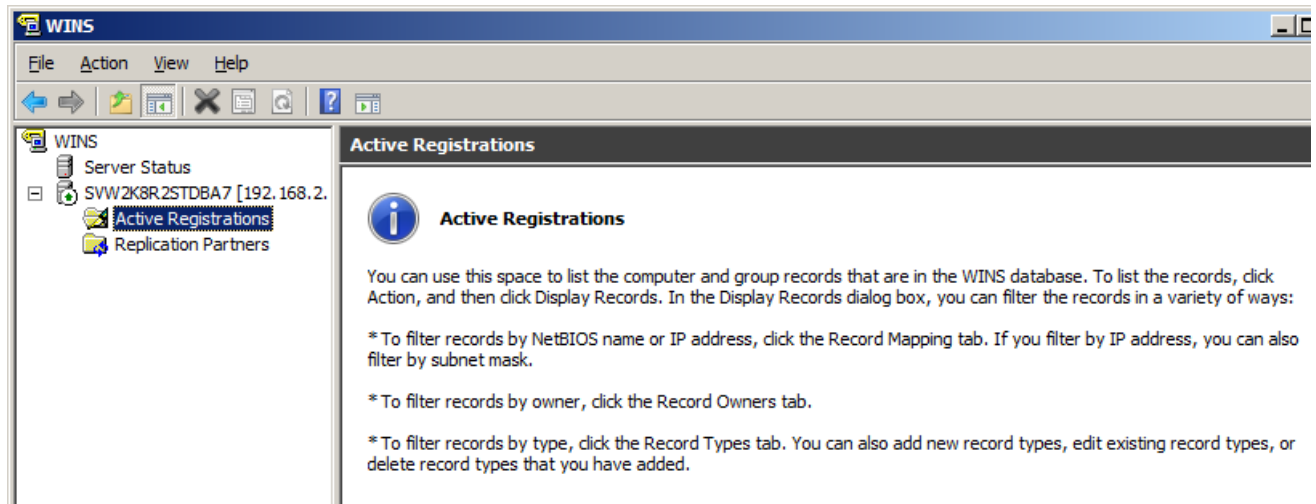 WINS
File Action View Help
WINS
Server Status
SVW2K8R2STDBA7 [192.168.2.
Active Registrations
Replication Partners
Active Registrations
Active Registrations
You can use this space to list the computer and group records that are in the WINS database. To list the records, click
Action, and then click Display Records. In the Display Records dialog box, you can filter the records in a variety of ways:
* To filter records by NetBIOS name or IP address, click the Record Mapping tab. If you filter by IP address, you can also
filter by subnet mask.
* To filter records by owner, click the Record Owners tab.
* To filter records by type, click the Record Types tab. You can also add new record types, edit existing record types, or
delete record types that you have added.